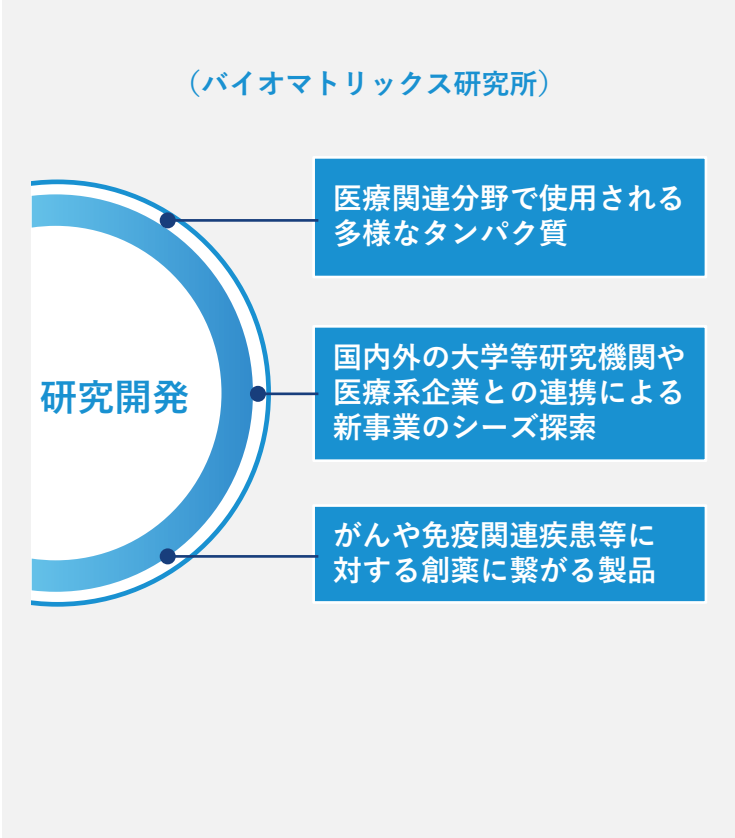 （バイオマトリックス研究所）
医療関連分野で使用される
多様なタンパク質
研究開発
国内外の大学等研究機関や
医療系企業との連携による
新事業のシーズ探索
がんや免疫関連疾患等に
対する創薬に繋がる製品